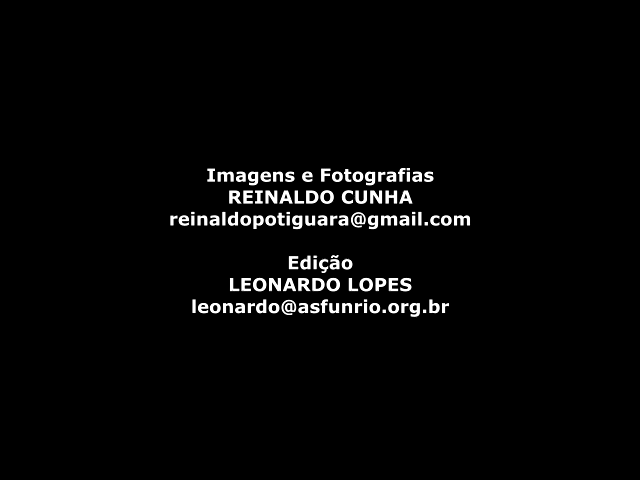 Imagens e Fotografias
REINALDO CUNHA
reinaldopotiguara@gmail.com
Edição
LEONARDO LOPES
leonardo@asfunrio.org.br